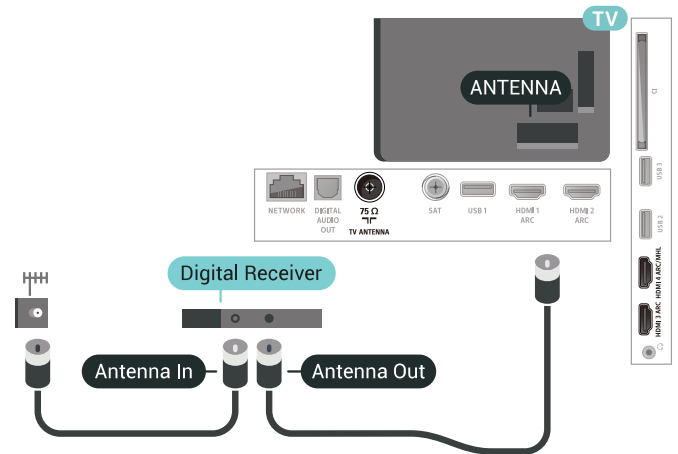 TV
ANTENNA
USB 3
NETWORK
DIGITAL
AUDIO
OUT
75 Ω
TV ANTENNA
SAT
USB 1
HDMI 1
ARC
HDMI 2
ARC
USB 2
HDMI 4 ARC/MHL
HDMI 3 ARC
Digital Receiver
Antenna In
Antenna Out